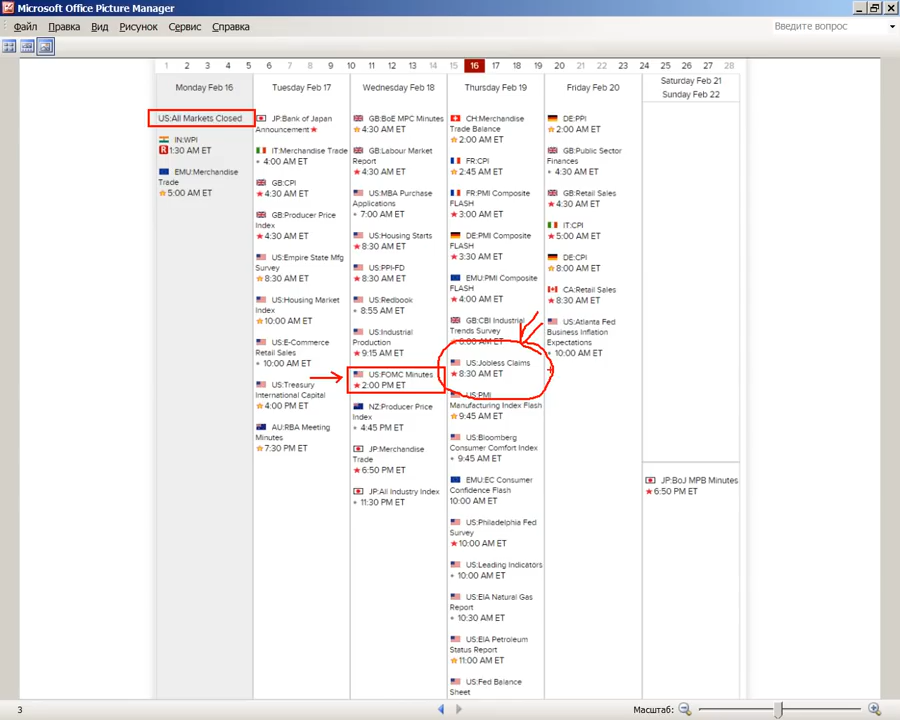 Microsoft Office Picture Manager
Файл Правка Вид Рисунок Сервис Справка
Введите вопрос
1 2 3 4 5 6 7 8 9 10 11 12 13 14 15 16 17 18 19 20 21 22 23 24 25 26 27 28
Monday Feb 16
US:All Markets Closed
IN:WPI
R 1:30 AM ET
EMU:Merchandise
Trade
5:00 AM ET
Tuesday Feb 17
JP:Bank of Japan
Announcement
IT:Merchandise Trade
4:00 AM ET
GB:CPI
4:30 AM ET
GB:Producer Price
Index
4:30 AM ET
US:Empire State Mfg
Survey
8:30 AM ET
US:Housing Market
Index
10:00 AM ET
US:E-Commerce
Retail Sales
10:00 AM ET
US:Treasury
International Capital
4:00 PM ET
AU:RBA Meeting
Minutes
7:30 PM ET
Wednesday Feb 18
GB:BoE MPC Minutes
4:30 AM ET
GB:Labour Market
Report
4:30 AM ET
US:MBA Purchase
Applications
7:00 AM ET
US:Housing Starts
8:30 AM ET
US:PPI-FD
8:30 AM ET
US:Redbook
8:55 AM ET
US:Industrial
Production
9:15 AM ET
US:FOMC Minutes
2:00 PM ET
NZ:Producer Price
Index
4:45 PM ET
JP:Merchandise
Trade
6:50 PM ET
JP:All Industry Index
11:30 PM ET
Thursday Feb 19
CH:Merchandise
Trade Balance
2:00 AM ET
FR:CPI
2:45 AM ET
FR:PMI Composite
FLASH
3:00 AM ET
DE:PMI Composite
FLASH
3:30 AM ET
EMU:PMI Composite
FLASH
4:00 AM ET
GB:CBI Industrial
Trends Survey
6:00 AM ET
US:Jobless Claims
8:30 AM ET
US:PMI
Manufacturing Index Flash
9:45 AM ET
US:Bloomberg
Consumer Comfort Index
9:45 AM ET
EMU:EC Consumer
Confidence Flash
10:00 AM ET
US:Philadelphia Fed
Survey
10:00 AM ET
US:Leading Indicators
10:00 AM ET
US:EIA Natural Gas
Report
10:30 AM ET
US:EIA Petroleum
Status Report
11:00 AM ET
US:Fed Balance
Sheet
Friday Feb 20
DE:PPI
2:00 AM ET
GB:Public Sector
Finances
4:30 AM ET
GB:Retail Sales
4:30 AM ET
IT:CPI
5:00 AM ET
DE:CPI
8:00 AM ET
CA:Retail Sales
8:30 AM ET
US:Atlanta Fed
Business Inflation
Expectations
10:00 AM ET
Saturday Feb 21
Sunday Feb 22
JP:BoJ MPB Minutes
6:50 PM ET
3
Масштаб: